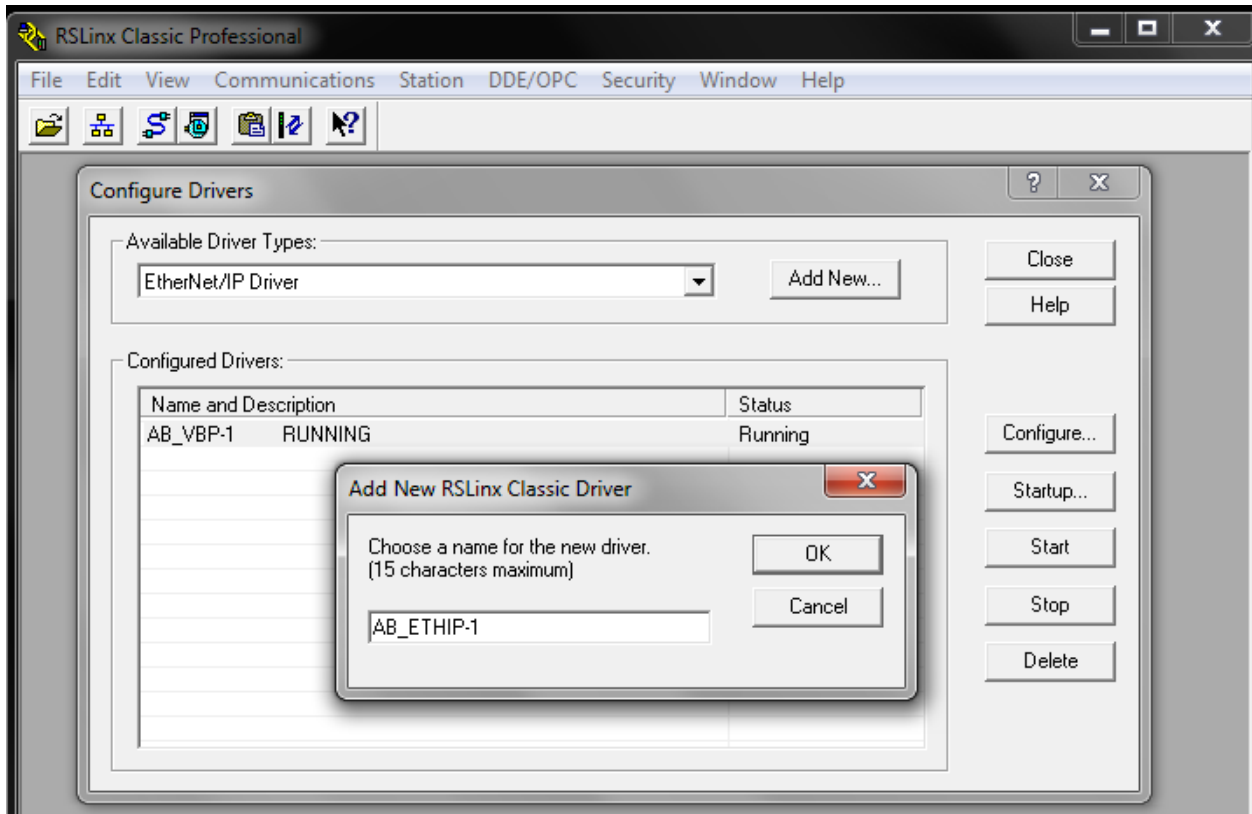 RSLinx Classic Professional
File Edit View Communications Station DDE/OPC Security Window Help
Configure Drivers
Available Driver Types:
EtherNet/IP Driver
Add New...
Close
Help
Configured Drivers:
Name and Description Status
AB_VBP-1 RUNNING Running
Configure...
Startup...
Start
Stop
Delete
Add New RSLinx Classic Driver
Choose a name for the new driver.
(15 characters maximum)
OK
Cancel
AB_ETHIP-1